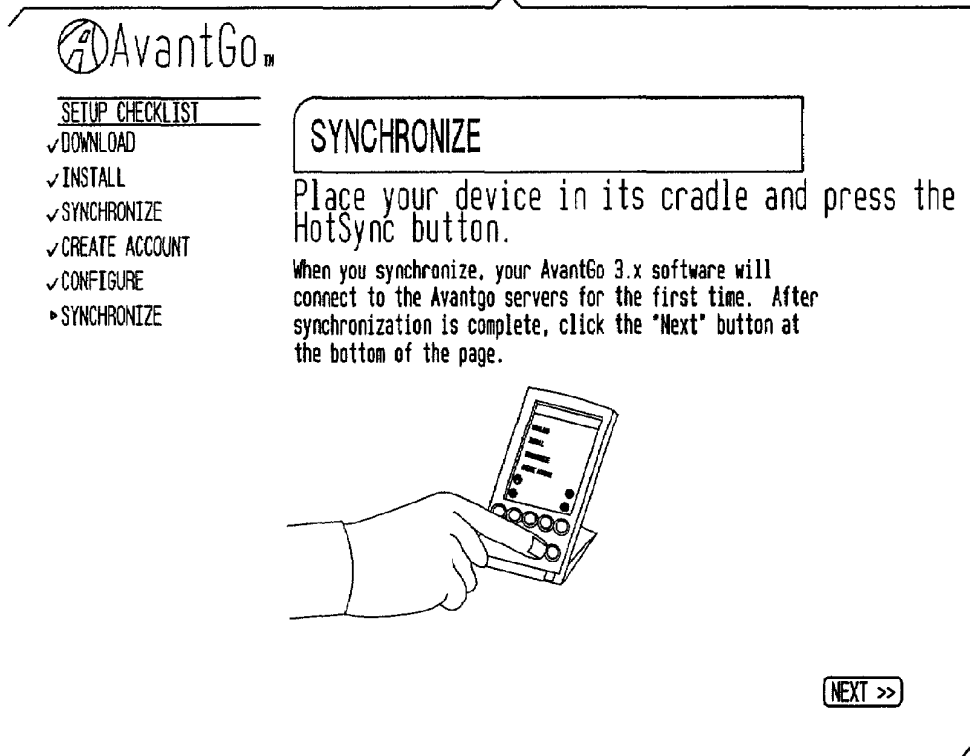 AvantGo™
SETUP CHECKLIST
✓DOWNLOAD
✓INSTALL
✓SYNCHRONIZE
✓CREATE ACCOUNT
✓CONFIGURE
▸SYNCHRONIZE
SYNCHRONIZE
Place your device in its cradle and press the
HotSync button.
When you synchronize, your AvantGo 3.x software will
connect to the Avantgo servers for the first time. After
synchronization is complete, click the "Next" button at
the bottom of the page.
NEXT >>